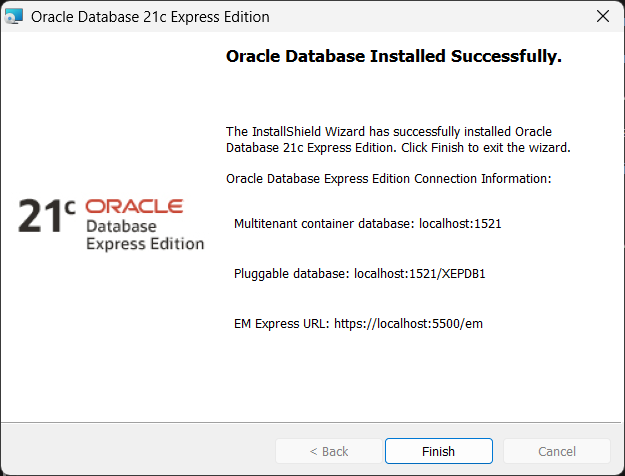 Oracle Database 21c Express Edition
Oracle Database Installed Successfully.
The InstallShield Wizard has successfully installed Oracle
Database 21c Express Edition. Click Finish to exit the wizard.
Oracle Database Express Edition Connection Information:
Multitenant container database: localhost:1521
Pluggable database: localhost:1521/XEPDB1
EM Express URL: https://localhost:5500/em
21c ORACLE
Database
Express Edition
< Back
Finish
Cancel